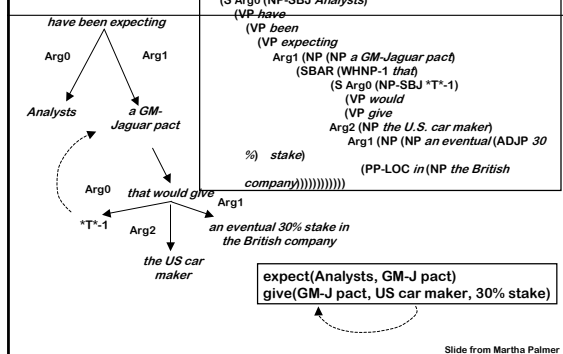 (S Arg0 (NP-SBJ Analysts)
have been expecting
(VP have
(VP been
(VP expecting
Arg1 (NP (NP a GM-Jaguar pact)
(SBAR (WHNP-1 that)
(S Arg0 (NP-SBJ *T*-1)
(VP would
(VP give
Arg2 (NP the U.S. car maker)
Arg1 (NP (NP an eventual (ADJP 30
%) stake)
(PP-LOC in (NP the British
company))))))))))))
Arg0
Arg1
Analysts
a GM-
Jaguar pact
Arg0
that would give
Arg1
*T*-1
Arg2
an eventual 30% stake in
the British company
the US car
maker
expect(Analysts, GM-J pact)
give(GM-J pact, US car maker, 30% stake)
Slide from Martha Palmer